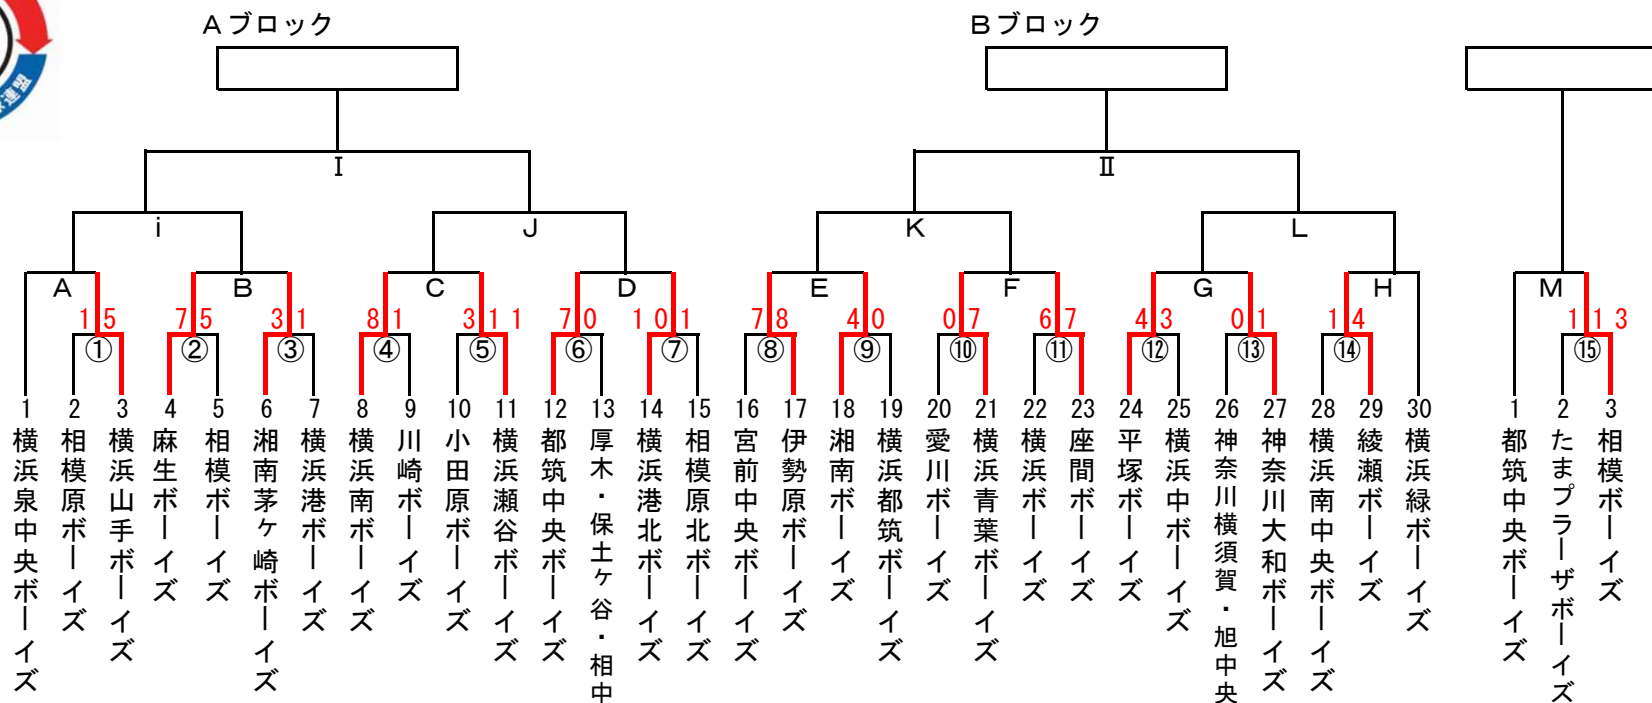 Aブロック
Bブロック
Ⅰ
Ⅱ
i
J
K
L
A
B
C
D
E
F
G
H
M
1 5
7 5
3 1
8 1
3 1 1
7 0
1 0 1
7 8
4 0
0 7
6 7
4 3
0 1
1 4
1 1 3
①
②
③
④
⑤
⑥
⑦
⑧
⑨
⑩
⑪
⑫
⑬
⑭
⑮
1 横浜泉中央ボーイズ
2 相模原ボーイズ
3 横浜山手ボーイズ
4 麻生ボーイズ
5 相模ボーイズ
6 湘南茅ヶ崎ボーイズ
7 横浜港ボーイズ
8 横浜南ボーイズ
9 川崎ボーイズ
10 小田原ボーイズ
11 横浜瀬谷ボーイズ
12 都筑中央ボーイズ
13 厚木・保土ヶ谷・相中
14 横浜港北ボーイズ
15 相模原北ボーイズ
16 宮前中央ボーイズ
17 伊勢原ボーイズ
18 湘南ボーイズ
19 横浜都筑ボーイズ
20 愛川ボーイズ
21 横浜青葉ボーイズ
22 横浜ボーイズ
23 座間ボーイズ
24 平塚ボーイズ
25 横浜中ボーイズ
26 神奈川横須賀・旭中央
27 神奈川大和ボーイズ
28 横浜南中央ボーイズ
29 綾瀬ボーイズ
30 横浜緑ボーイズ
1 都筑中央ボーイズ
2 たまプラーザボーイズ
3 相模ボーイズ
連盟